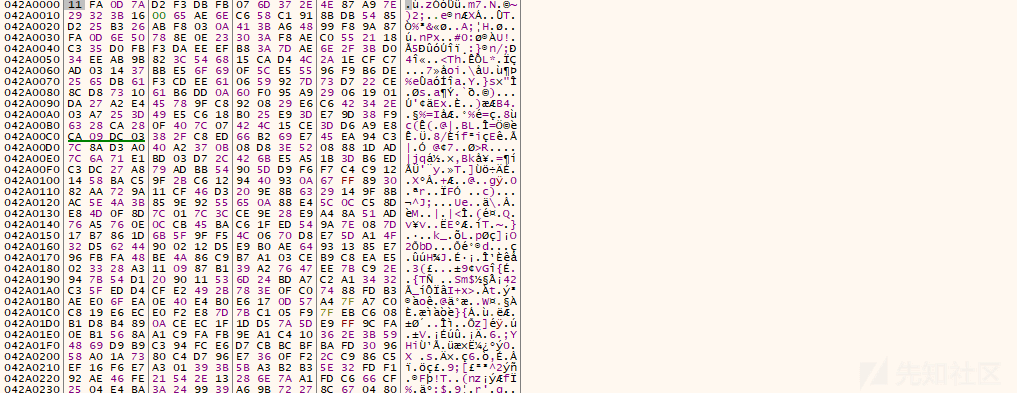 042A0000 11 FA 0D 7A D2 F3 DB FB 07 6D 37 2E 4E 87 7E A9 .ú.zÒóÛû.m7.N.©~
042A0010 29 32 3B 16 00 65 AE 6E C6 58 C1 91 8B DB 54 85 )2;..e®nÆXÁ..ÛT.
042A0020 D2 25 B3 26 AB F8 03 0A 41 3B A6 48 99 F8 9A 87 Ò%³&«ø..A;¦H.ø..
042A0030 FA 0D 6E 50 78 8E 0E 23 30 3A F8 AE C0 55 21 18 ú.nPx..#0:ø®ÀU!.
042A0040 C3 35 D0 FB F3 DA EE EF B8 3A 7D AE 6E 2F 3B D0 Ã5ÐûóÚîï¸:}®n/;Ð
042A0050 34 EE AB 9B 82 3C 54 68 15 CA D4 4C 2A 1E CF C7 4î«..<Th.ÊÔL*.ÏÇ
042A0060 AD 03 14 37 BB E5 6F 69 0F 5C E5 55 96 F9 B6 DE ...7»åoi.\åU.ù¶Þ
042A0070 25 65 DB 61 F3 CD EE 61 06 59 92 7D 73 D7 22 CE %eÛaóÍîa.Y.}s×"Î
042A0080 8C D8 73 10 61 B6 DD 0A 60 F0 95 A9 29 06 19 01 .Øs.a¶Ý.`ð.©)...
042A0090 DA 27 A2 E4 45 78 9F C8 92 08 29 E6 C6 42 34 2E Ú'¢äEx.È..)æÆB4.
042A00A0 03 A7 25 3D 49 E5 C6 18 B0 25 E9 3D E7 9D 38 F9 .§%=IåÆ.°%é=ç.8ù
042A00B0 63 28 CA 28 0F 40 7C 07 42 4C 15 CE 3D D6 A9 E8 c(Ê(.@|.BL.Î=Ö©è
042A00C0 CA 09 DC 03 38 2F C8 ED 66 B2 69 E7 45 EA 94 C3 Ê.Ü.8/Èíf²içEê.Ã
042A00D0 7C 8A D3 A0 40 A2 37 0B 08 D8 3E 52 08 88 1D AD |.Ó @¢7..Ø>R....
042A00E0 7C 6A 71 E1 BD 03 D7 2C 42 6B E5 A5 1B 3D B6 ED |jqá½.×,Bkå¥.=¶í
042A00F0 C3 DC 27 A8 79 AD BB 54 90 5D D9 F6 F7 C4 C9 12 ÃÜ'¨y.»T.]Ùö÷ÄÉ.
042A0100 14 58 BA C5 9F 2B C6 12 94 40 93 0A 67 FF 89 30 .XºÅ.+Æ..@..gÿ.0
042A0110 82 AA 72 9A 11 CF 46 D3 20 9E 8B 63 29 14 9F 8B .ªr..ÏFÓ ..c)...
042A0120 AC 5E 4A 3B 85 9E 92 55 65 0A 88 E4 5C 0C C5 8D ¬^J;...Ue..ä\.Å.
042A0130 E8 4D 0F 8D 7C 01 7C 3C CE 9E 28 E9 A4 8A 51 AD èM..|.|<Î.(é¤.Q.
042A0140 76 A5 76 0E 0C CB 45 BA C6 1F ED 54 9A 7E 08 7D v¥v..ËEºÆ.íT.~.}
042A0150 17 B7 86 1D 6B 5F 9F F5 4C 06 70 D8 E7 5D A1 4F .·..k_.õL.pØç]¡O
042A0160 32 D5 62 44 90 02 12 D5 E9 B0 AE 64 93 13 85 E7 2ÕbD...Õé°®d...ç
042A0170 96 FB FA 48 BE 4A 86 C9 B7 A1 03 CE B9 C8 EA E5 .ûúH¾J.É·¡.Î¹Èêå
042A0180 02 33 28 A3 11 09 87 B1 39 A2 76 47 EE 7B C9 2E .3(£...±9¢vGî{É.
042A0190 94 7B 54 D1 20 90 11 53 6D 24 BD A7 C2 A1 34 32 .{TÑ ..Sm$½§Â¡42
042A01A0 C3 5F ED D4 CF E2 49 2B 78 3E 0F C0 74 88 FD B3 Ã_íÔÏâI+x>.Àt.ý³
042A01B0 AE E0 6F EA 0E 40 E4 B0 E6 17 0D 57 A4 7F A7 C0 ®àoê.@ä°æ..W¤.§À
042A01C0 C8 19 E6 EC E0 F2 E8 7D 7B C1 05 F9 7F EB C6 08 È.æìàòè}{Á.ù.ëÆ.
042A01D0 B1 D8 B4 89 0A CE EC 1F 1D D5 7A 5D E9 FF 9C FA ±Ø´..Îì..Õz]éÿ.ú
042A01E0 0E B1 56 8A A1 C9 FA FB 9E A1 C4 10 36 2E 3B 59 .±V.¡Éúû.¡Ä.6.;Y
042A01F0 48 69 D9 B9 C3 94 FC E6 D7 CB BC BF BA FD 30 96 HiÙ¹Ã.üæ×Ë¼¿ºý0.
042A0200 58 A0 1A 73 80 C4 D7 96 E7 36 0F F2 2C C9 86 C5 X .s.Ä×.ç6.ò,É.Å
042A0210 EF 16 F6 E7 A3 01 39 3B 5B A3 B2 B3 5E 32 FD F1 ï.öç£.9;[£²³^2ýñ
042A0220 92 AE 46 FE 21 54 2E 13 28 6E 7A A1 FD C6 66 CF .®Fþ!T..(nz¡ýÆfÏ
042A0230 25 04 E4 BA 3A 24 99 39 A6 9B 72 27 8C 67 04 80 %.äº:$.9¦.r'.g..
先知社区